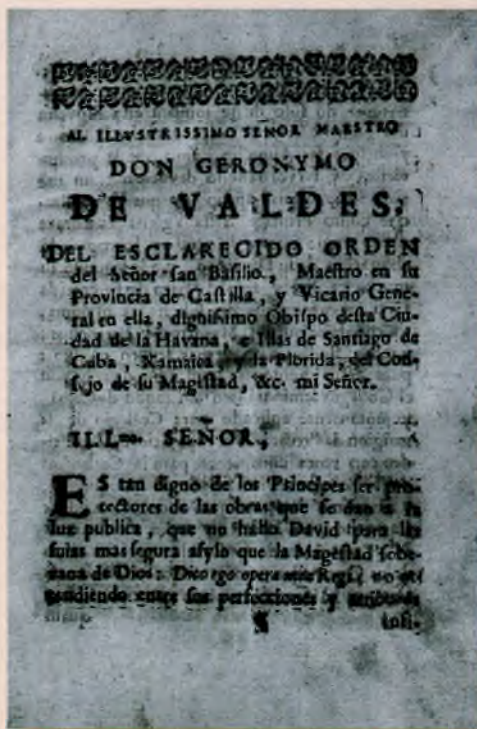 AL ILLVSTRISSIMO SEÑOR MAESTRO
DON GERONYMO
DE VALDES,
DEL ESCLARECIDO ORDEN
del Señor san Basilio, Maestro en su
Provincia de Castilla, y Vicario Gene-
ral en ella, dignissimo Obispo desta Ciu-
dad de la Havana, e Islas de Santiago de
Cuba, Xamaica, y la Florida, del Con-
sejo de su Magestad, &c. mi Señor.
ILL.mo SEÑOR,
ES tan digno de los Principes ser pro-
tectores de las obras que se dan a la
luz publica, que no hallò David para las
suias mas segura asylo que la Magestad sobe-
rana de Dios: Dico ego opera mea Regi; no
entre sus perfecciones y atributos